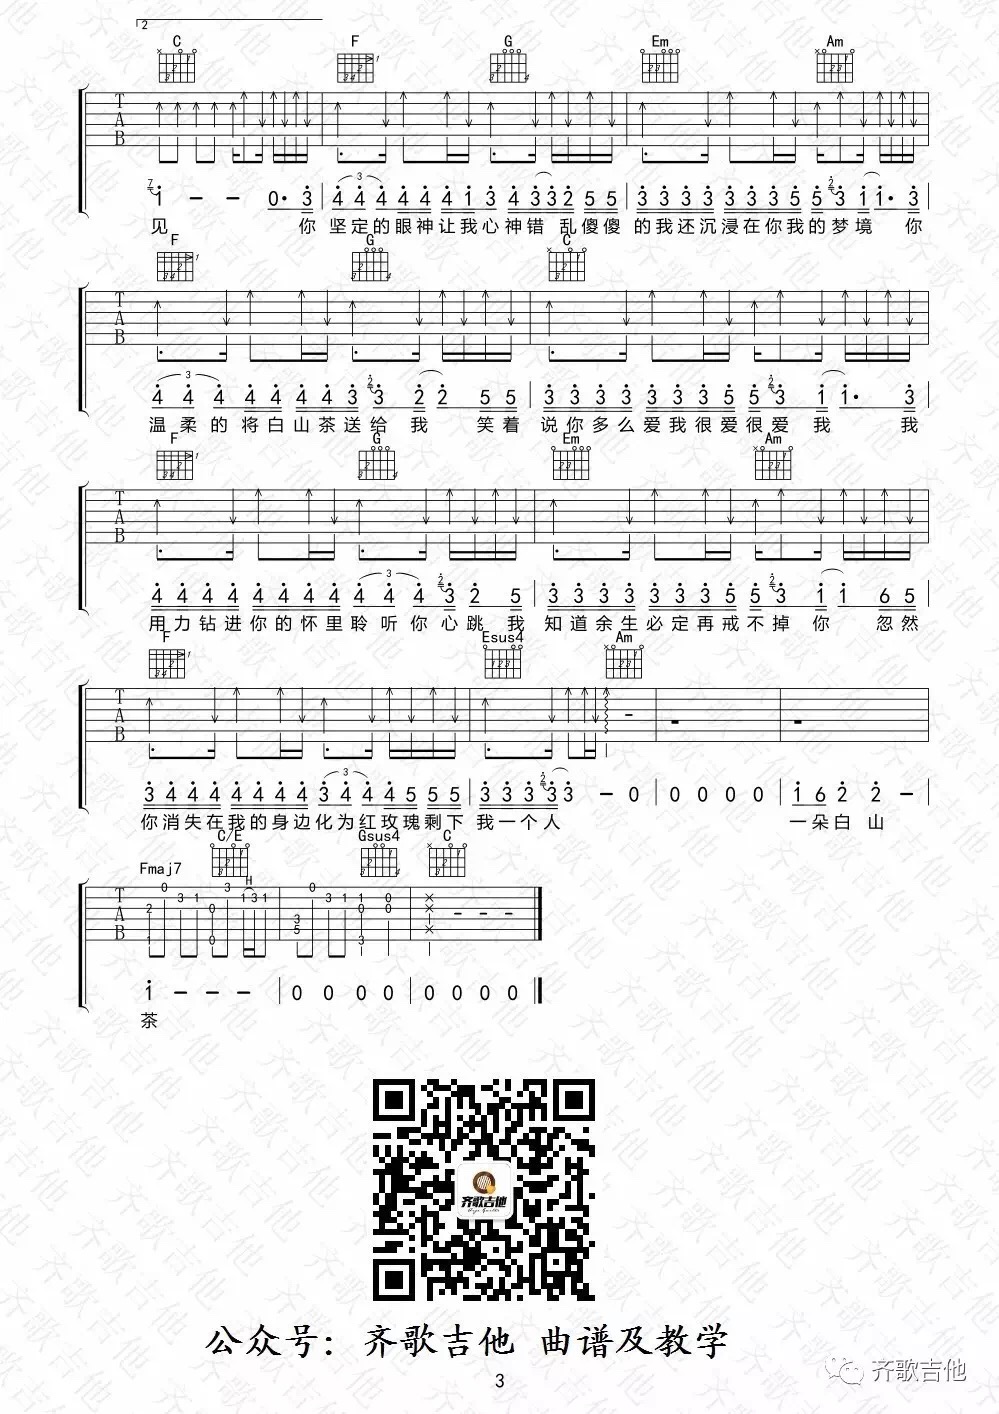 2
C F G Em Am
T A B
7 1 - - 0· 3 3 4 4 4 4 4 4 1 3 4 3 3 2 5 5 3 3 3 3 3 3 5 5 2 3 1 1· 3
见 你 坚定的眼神让我心神错 乱傻傻 的我还沉浸在你我的梦境 你
F G C
T A B
3 4 4 4 4 4 4 4 3 2 3 2 2 5 5 3 3 3 3 3 3 5 5 2 3 1 1· 3
温柔的将白山茶送给我 笑着 说你多么爱我很爱很爱我 我
F G Em Am
T A B
4 4 4 4 4 4 4 4 3 4 4 4 2 3 2 5 3 3 3 3 3 3 5 5 2 3 1 1 6 5
用力钻进你的怀里聆听你心跳我 知道余生必定再戒不掉你 忽然
F Esus4 Am
T A B
3 4 4 4 4 4 4 4 3 3 4 4 5 5 5 3 3 3 2 3 3 - 0 0 0 0 0 1 6 2 2 -
你消失在我的身边化为红玫瑰剩下 我一个人 一朵白山
Fmaj7 C/E Gsus4 C
T A B
1 - - - 0 0 0 0 0 0 0 0
茶
齐歌吉他
公众号：齐歌吉他 曲谱及教学
齐歌吉他
3